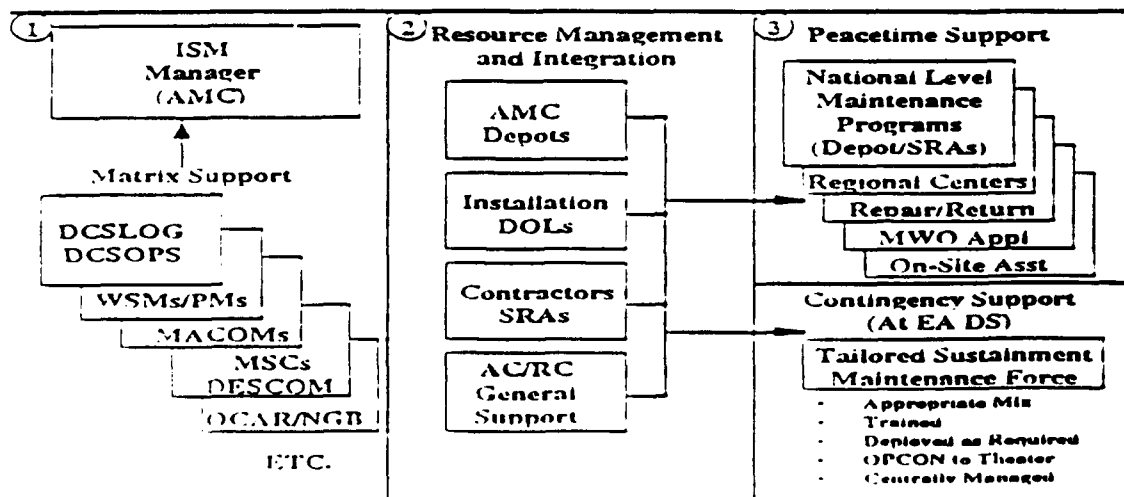 1
ISM
Manager
(AMC)
Matrix Support
DCSLOG
DCSOPS
WSMs/PMs
MACOMs
MSCs
DESCOM
OCAR/NGB
ETC.
2
Resource Management
and Integration
AMC
Depots
Installation
DOLs
Contractors
SRAs
AC/RC
General
Support
3
Peacetime Support
National Level
Maintenance
Programs
(Depot/SRAs)
Regional Centers
Repair/Return
MWO Appl
On-Site Asst
Contingency Support
(At EA DS)
Tailored Sustainment
Maintenance Force
- Appropriate Mix
- Trained
- Deployed as Required
- OPCON to Theater
- Centrally Managed